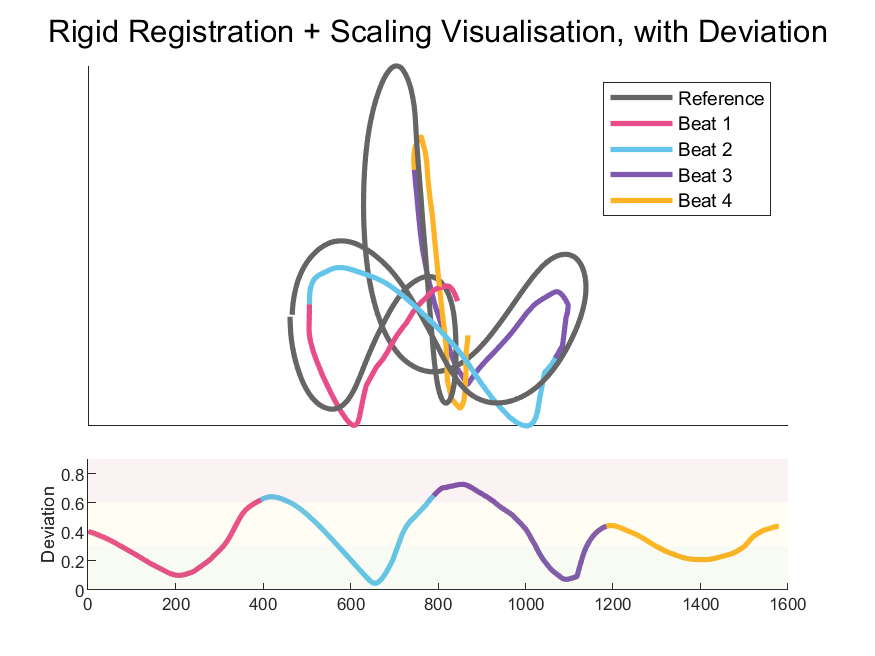 Rigid Registration + Scaling Visualisation, with Deviation
Reference
Beat 1
Beat 2
Beat 3
Beat 4
Deviation
0.8
0.6
0.4
0.2
0
0 200 400 600 800 1000 1200 1400 1600